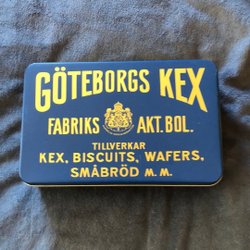 GÖTEBORGS KEX
FABRIKS AKT. BOL.
TILLVERKAR
KEX, BISCUITS, WAFERS,
SMÅBRÖD M. M.